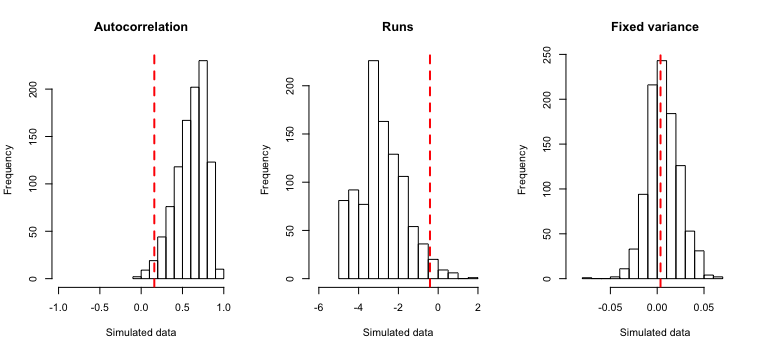 Autocorrelation
Frequency
0 50 100 150 200
-1.0 -0.5 0.0 0.5 1.0
Simulated data
Runs
Frequency
0 50 100 150 200
-6 -4 -2 0 2
Simulated data
Fixed variance
Frequency
0 50 100 150 200 250
-0.05 0.00 0.05
Simulated data